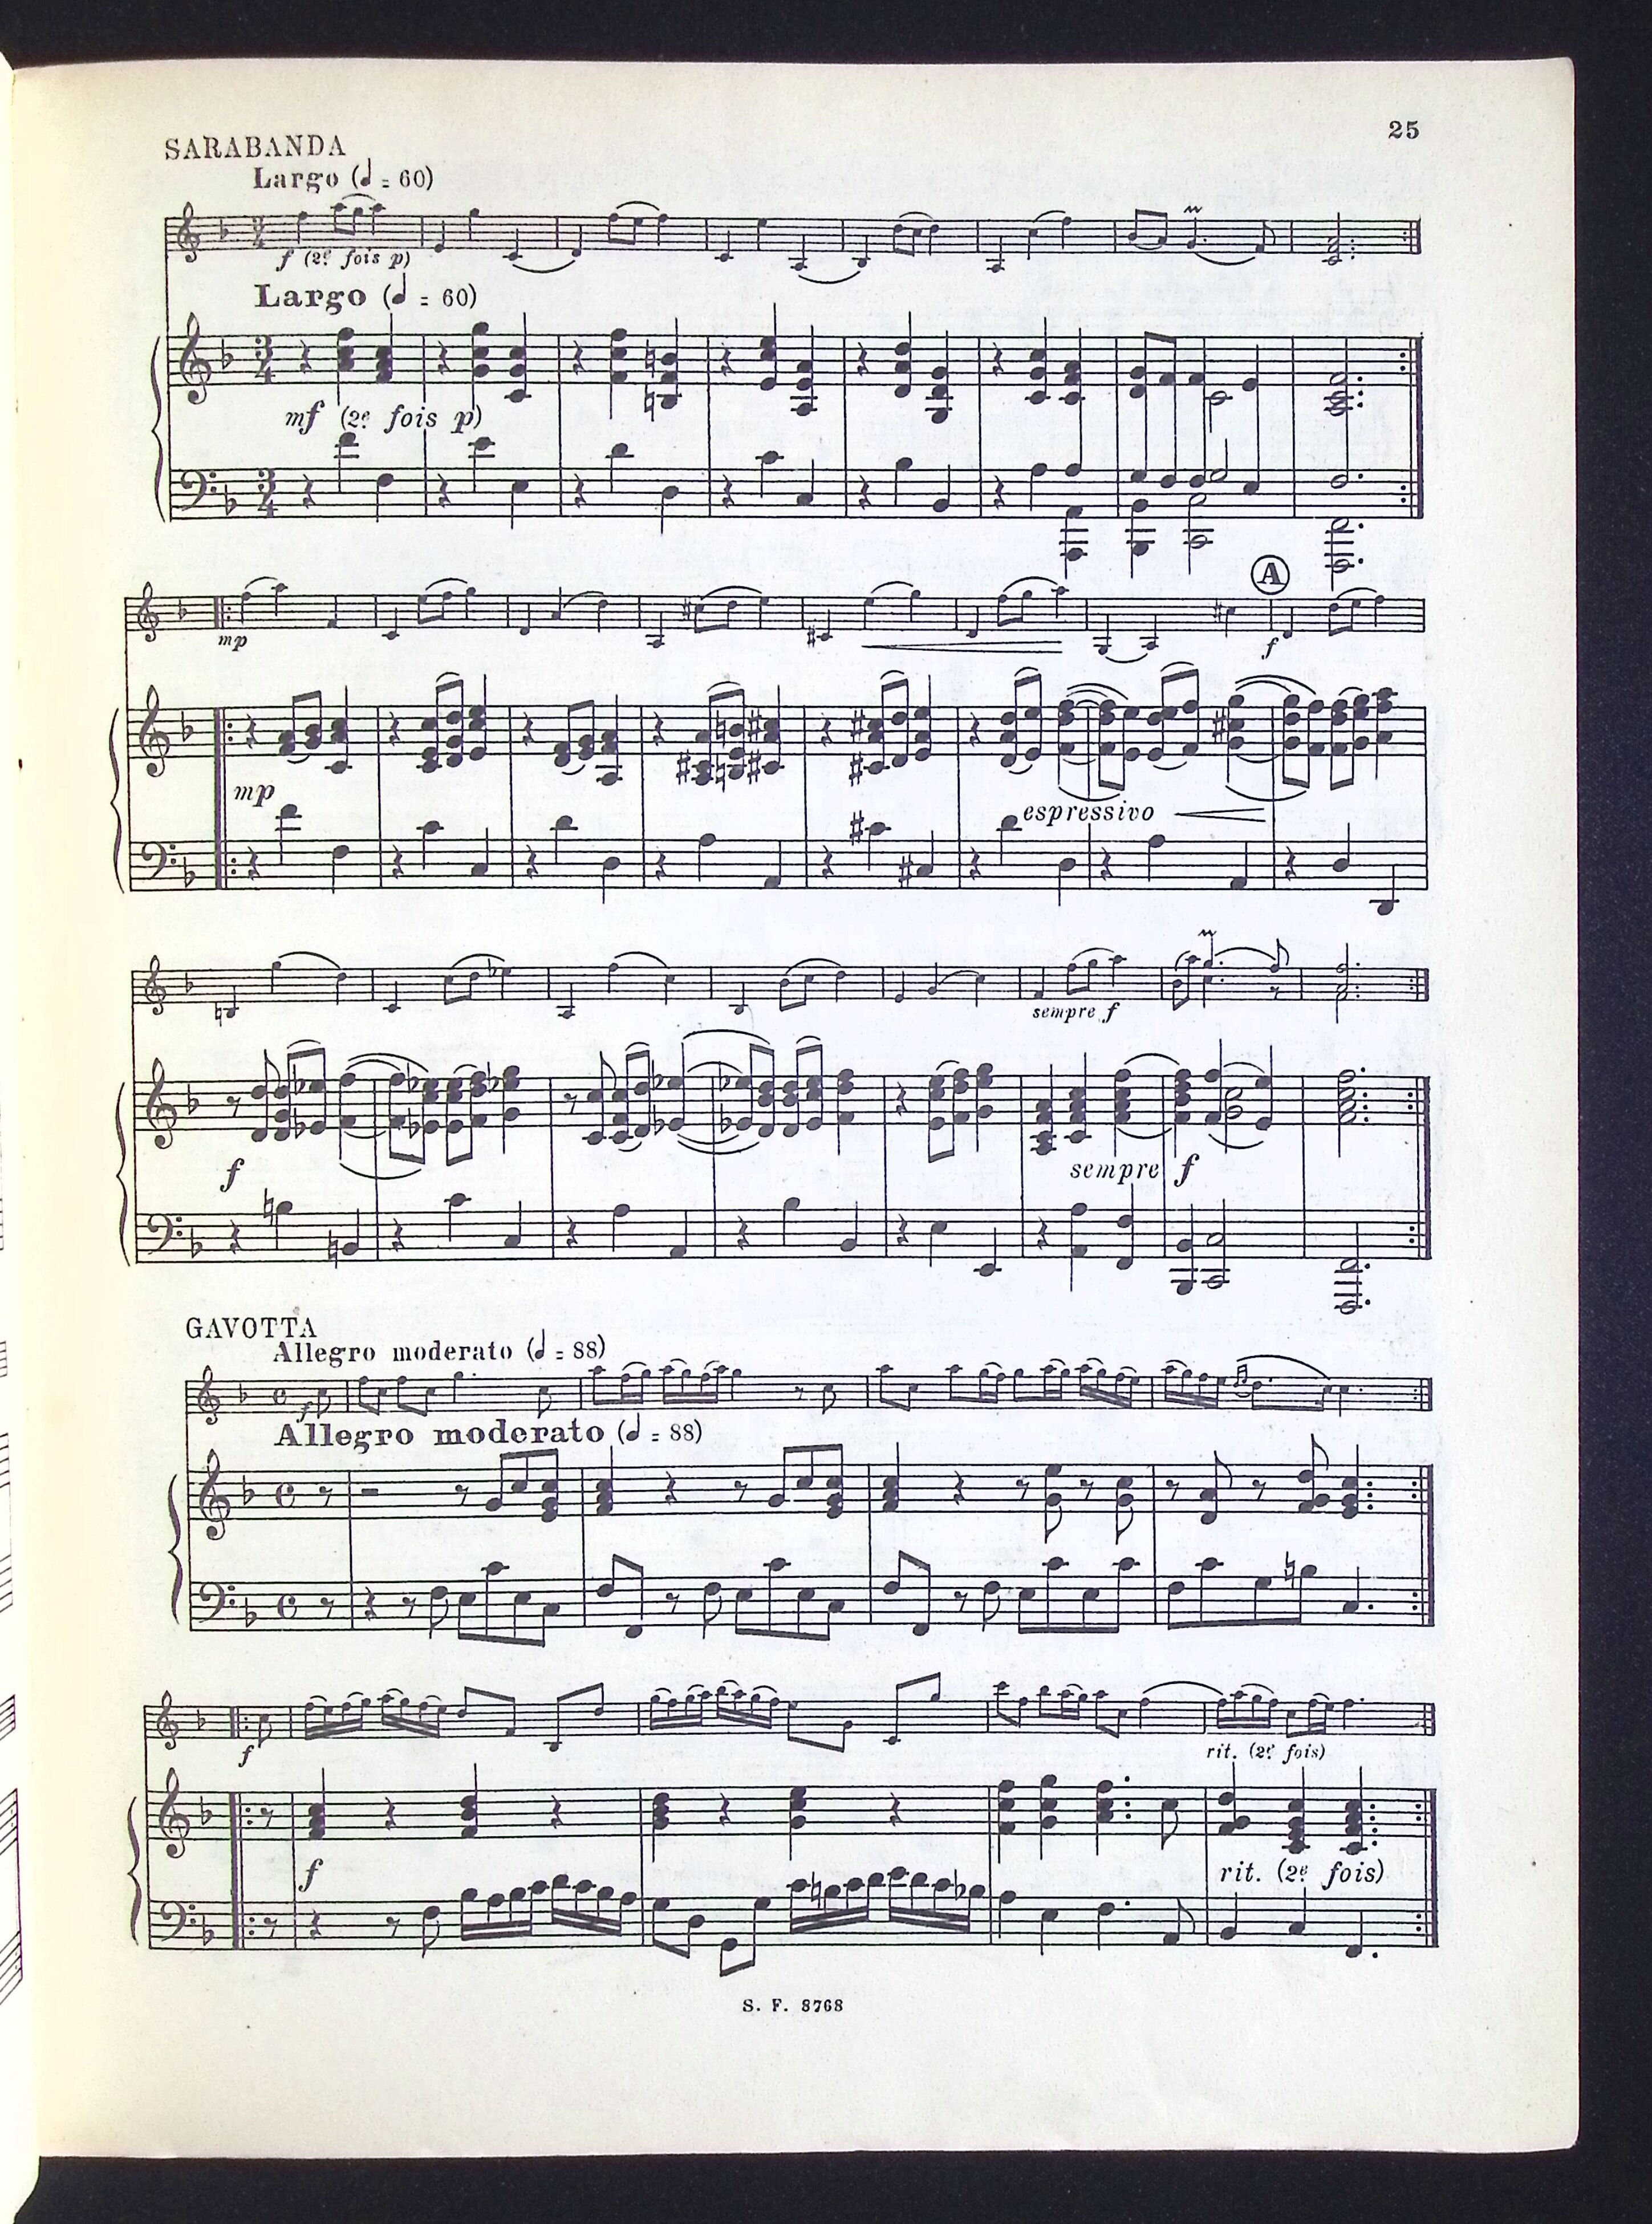 25
SARABANDA
Largo (𝅗𝅥 = 60)
f (2e fois p)
Largo (𝅗𝅥 = 60)
mf (2e fois p)
A
mp
f
mp
espressivo
sempre f
f
sempre f
GAVOTTA
Allegro moderato (𝅗𝅥 = 88)
f
Allegro moderato (𝅗𝅥 = 88)
f
rit. (2e fois)
f
rit. (2e fois)
S. F. 8768